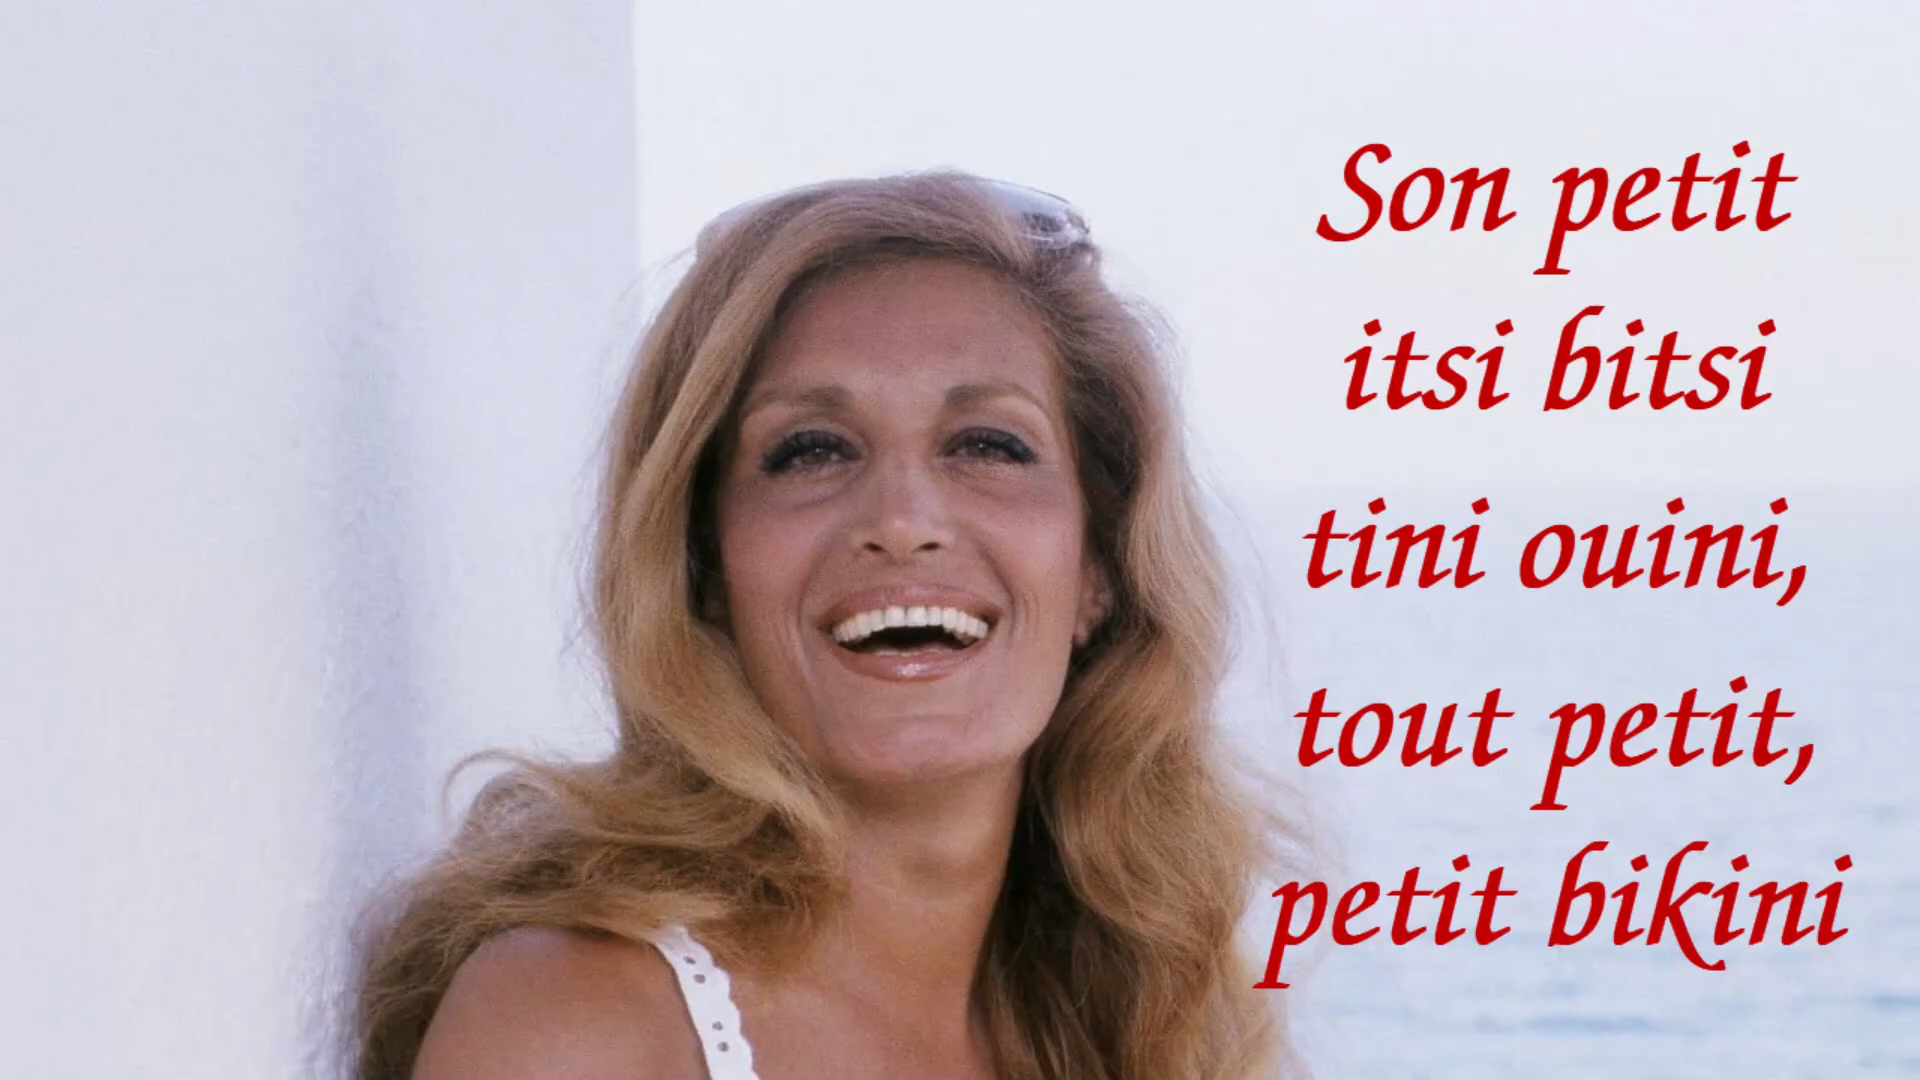 Son petit
itsi bitsi
tini ouini,
tout petit,
petit bikini